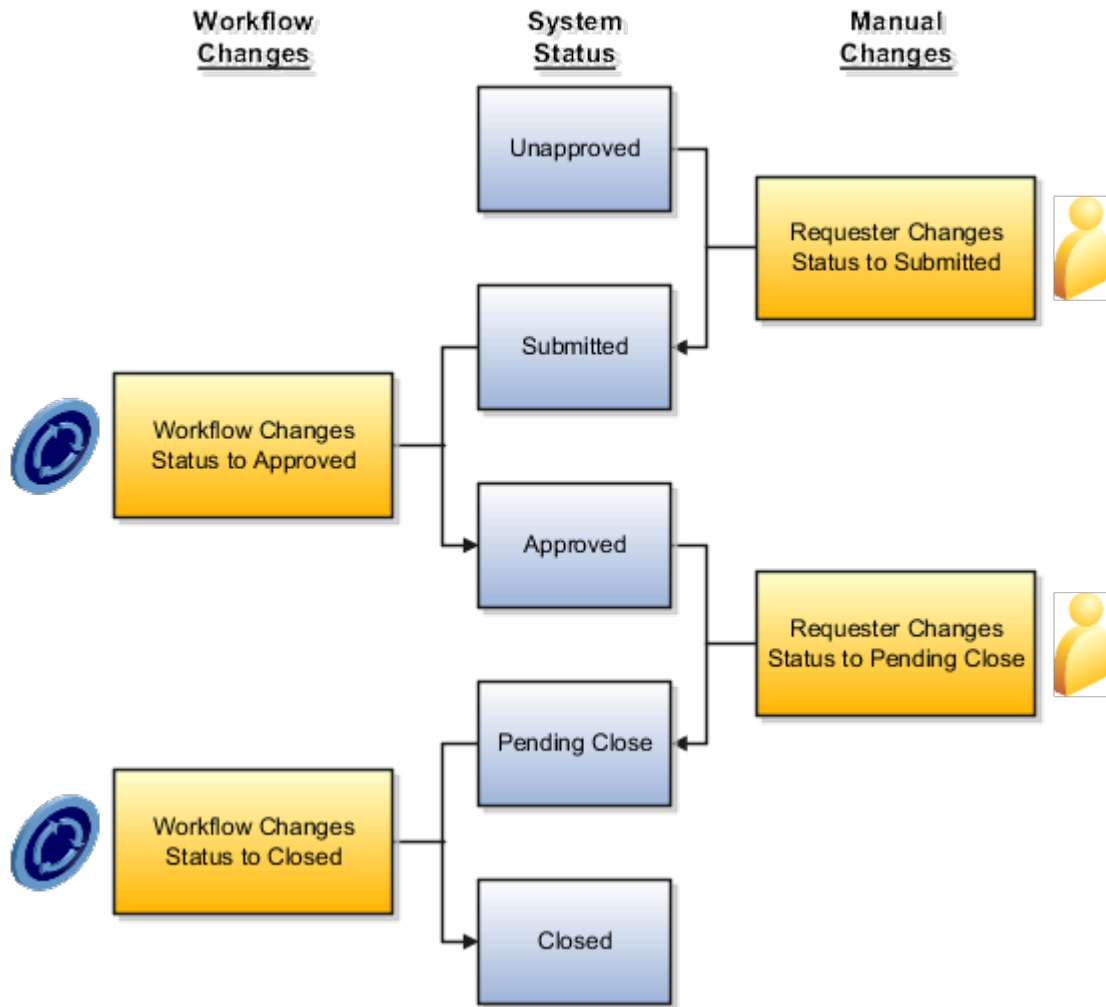 Workflow
Changes
System
Status
Manual
Changes
Unapproved
Requester Changes
Status to Submitted
Submitted
Workflow Changes
Status to Approved
Approved
Requester Changes
Status to Pending Close
Pending Close
Workflow Changes
Status to Closed
Closed